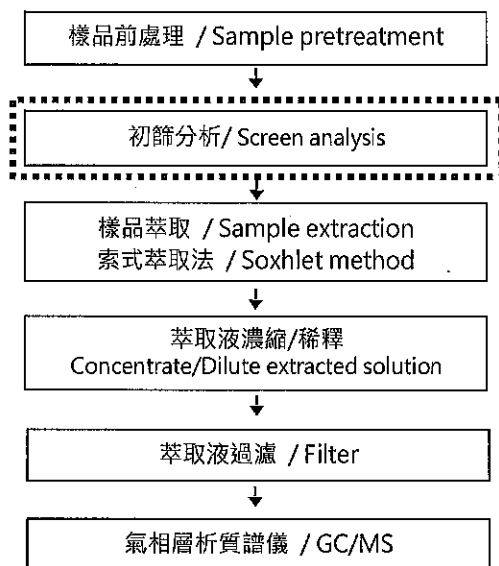 樣品前處理 / Sample pretreatment
初篩分析/ Screen analysis
樣品萃取 / Sample extraction
索式萃取法 / Soxhlet method
萃取液濃縮/稀釋
Concentrate/Dilute extracted solution
萃取液過濾 / Filter
氣相層析質譜儀 / GC/MS